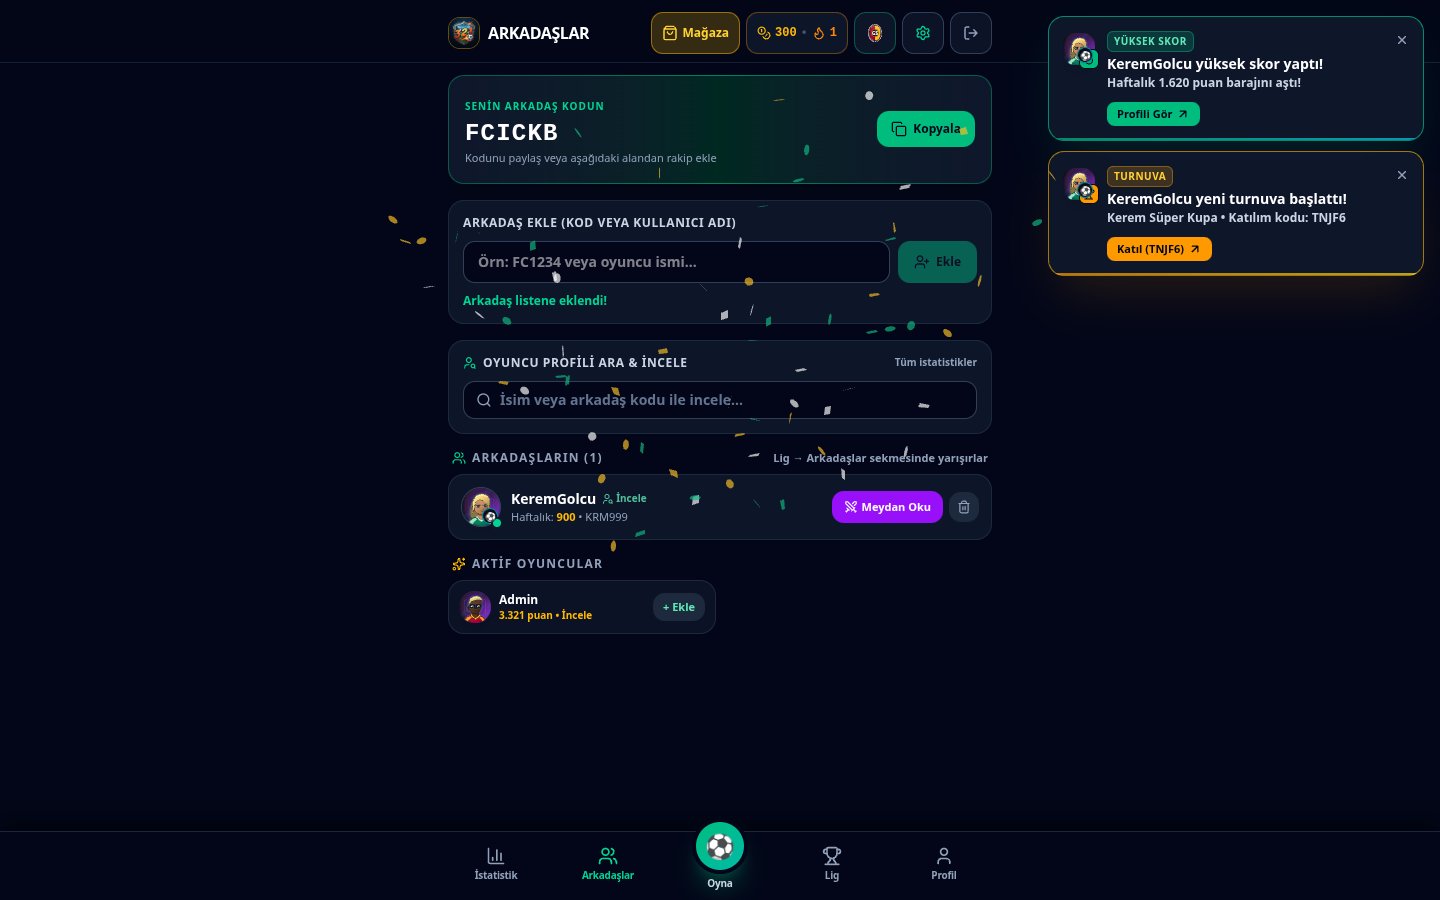 ARKADAŞLAR
Mağaza
300 • 1
SENİN ARKADAŞ KODUN
FCICKB
Kodunu paylaş veya aşağıdaki alandan rakip ekle
Kopyala
ARKADAŞ EKLE (KOD VEYA KULLANICI ADI)
Örn: FC1234 veya oyuncu ismi...
Ekle
Arkadaş listene eklendi!
OYUNCU PROFİLİ ARA & İNCELE
Tüm istatistikler
İsim veya arkadaş kodu ile incele...
ARKADAŞLARIN (1)
Lig → Arkadaşlar sekmesinde yarışırlar
KeremGolcu İncele
Haftalık: 900 • KRM999
Meydan Oku
AKTİF OYUNCULAR
Admin
3.321 puan • İncele
+ Ekle
YÜKSEK SKOR
KeremGolcu yüksek skor yaptı!
Haftalık 1.620 puan barajını aştı!
Profili Gör
TURNUVA
KeremGolcu yeni turnuva başlattı!
Kerem Süper Kupa • Katılım kodu: TNJF6
Katıl (TNJF6)
İstatistik
Arkadaşlar
Oyna
Lig
Profil